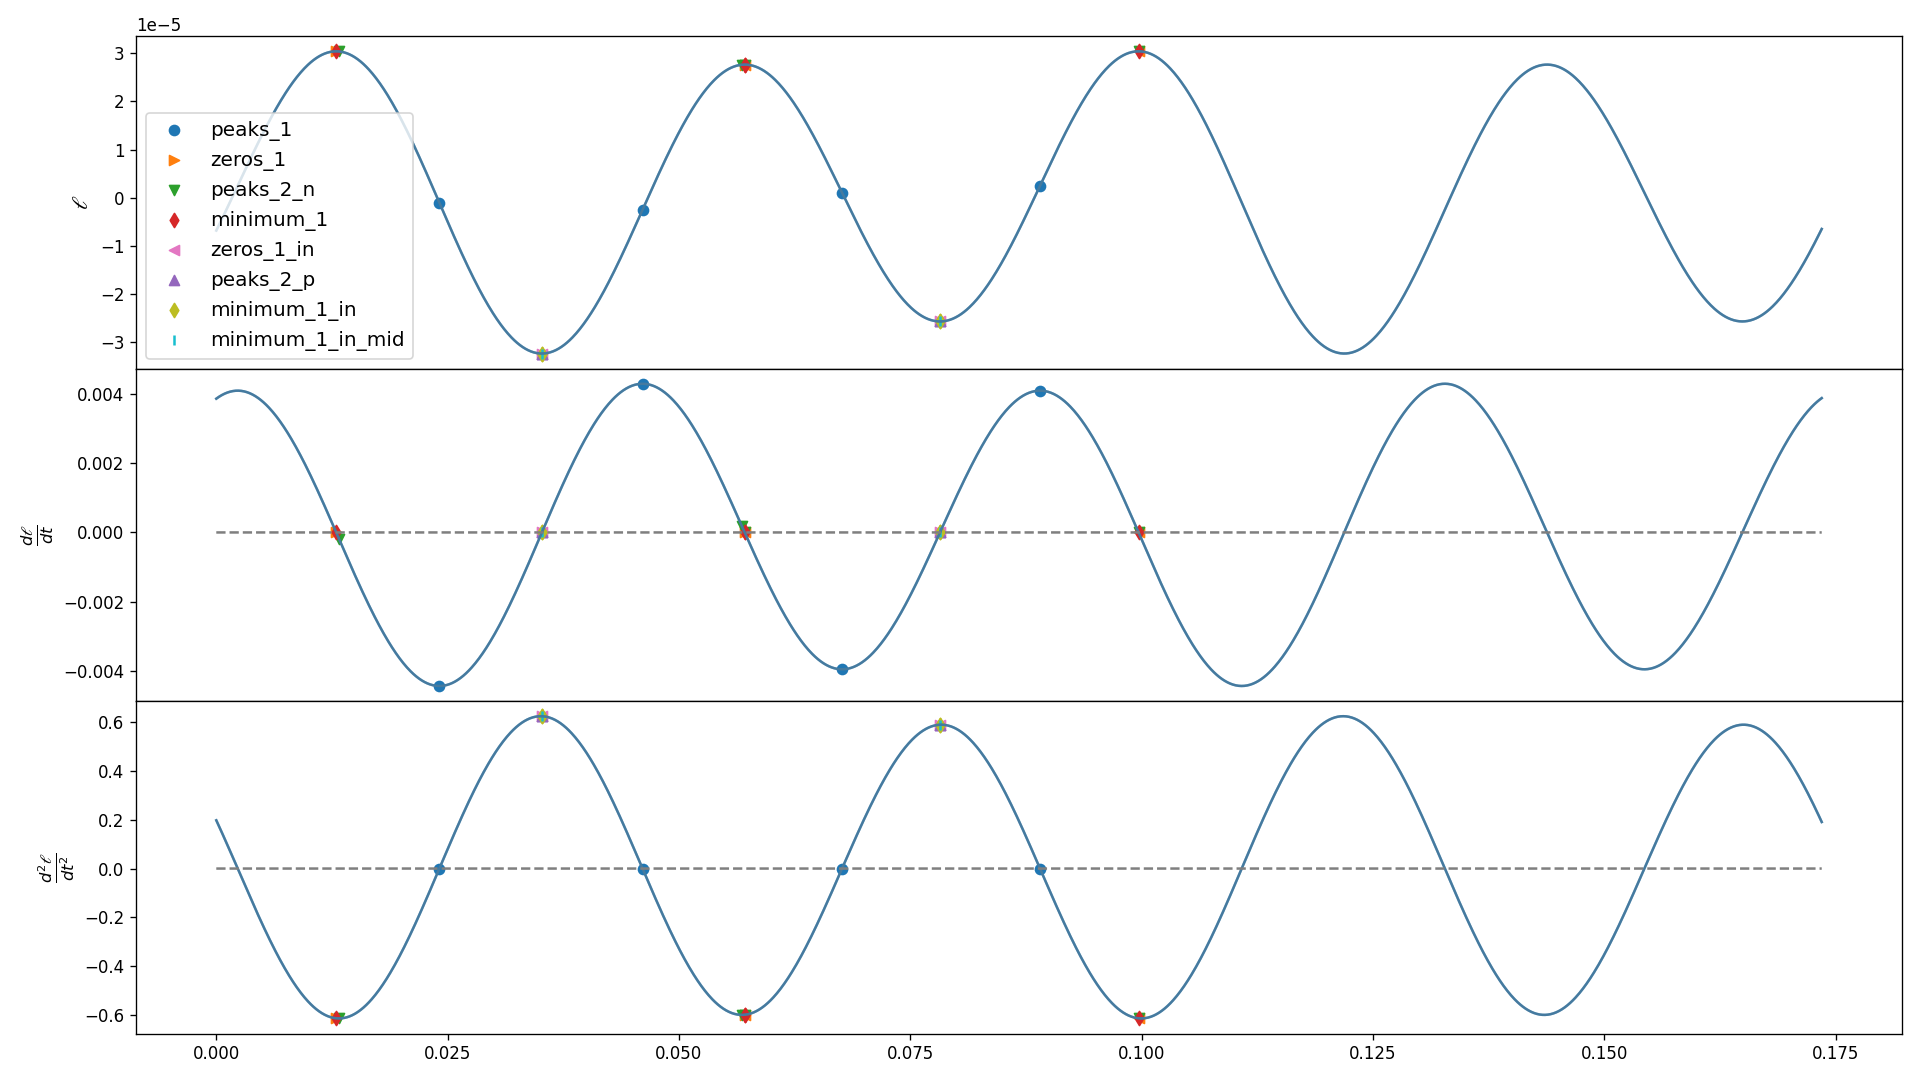 1e−5
3
2
1
0
−1
−2
−3
ℓ
peaks_1
zeros_1
peaks_2_n
minimum_1
zeros_1_in
peaks_2_p
minimum_1_in
minimum_1_in_mid
0.004
0.002
0.000
−0.002
−0.004
dℓ
dt
0.6
0.4
0.2
0.0
−0.2
−0.4
−0.6
d²ℓ
dt²
0.000 0.025 0.050 0.075 0.100 0.125 0.150 0.175